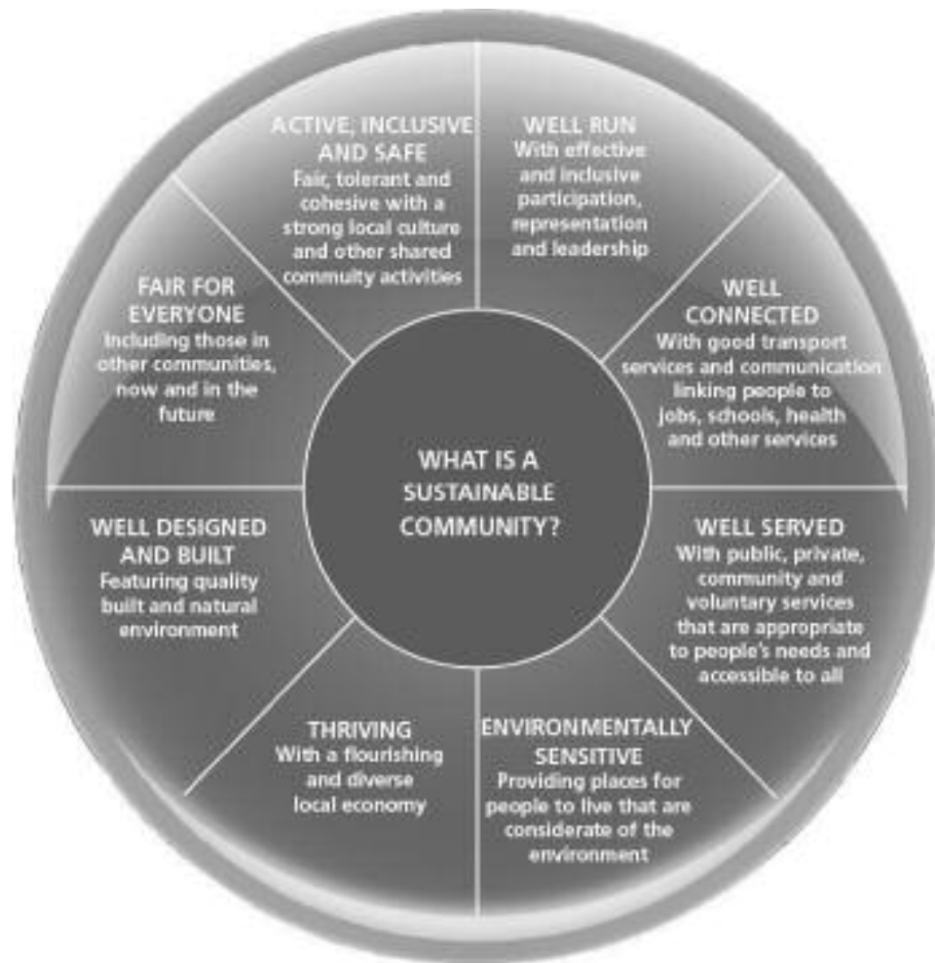 WHAT IS A
SUSTAINABLE
COMMUNITY?
ACTIVE, INCLUSIVE
AND SAFE
Fair, tolerant and
cohesive with a
strong local culture
and other shared
commuity activities
WELL RUN
With effective
and inclusive
participation,
representation
and leadership
WELL
CONNECTED
With good transport
services and communication
linking people to
jobs, schools, health
and other services
WELL SERVED
With public, private,
community and
voluntary services
that are appropriate
to people's needs and
accessible to all
ENVIRONMENTALLY
SENSITIVE
Providing places for
people to live that are
considerate of the
environment
THRIVING
With a flourishing
and diverse
local economy
WELL DESIGNED
AND BUILT
Featuring quality
built and natural
environment
FAIR FOR
EVERYONE
Including those in
other communities,
now and in the
future